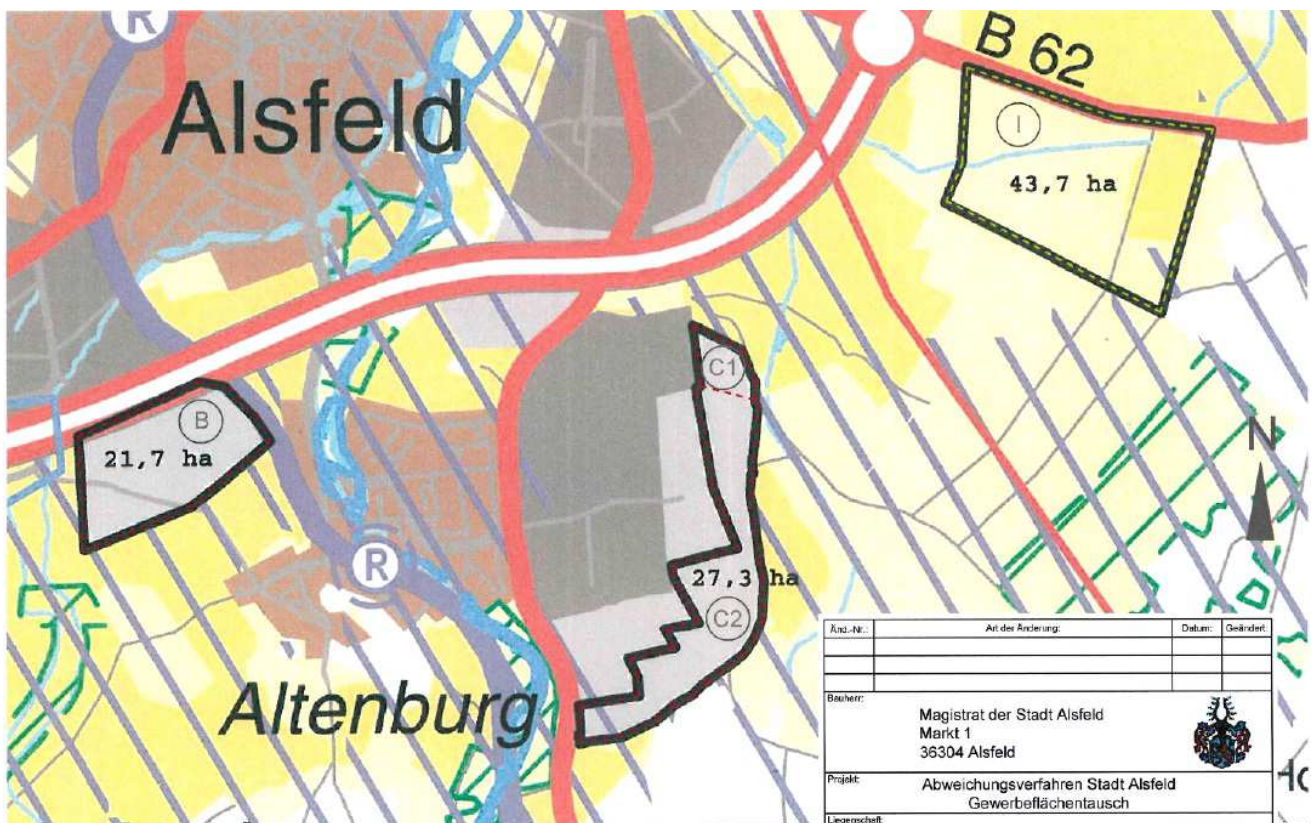 R
B 62
Alsfeld
I
43,7 ha
C1
B
21,7 ha
N
R
27,3 ha
C2
Altenburg
Änd.-Nr.: Art der Änderung: Datum: Geändert:
Bauherr:
Magistrat der Stadt Alsfeld
Markt 1
36304 Alsfeld
Projekt: Abweichungsverfahren Stadt Alsfeld
Gewerbeflächentausch
Liegenschaft: